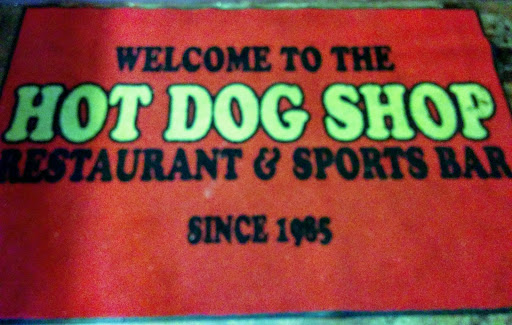 WELCOME TO THE
HOT DOG SHOP
RESTAURANT & SPORTS BAR
SINCE 1985